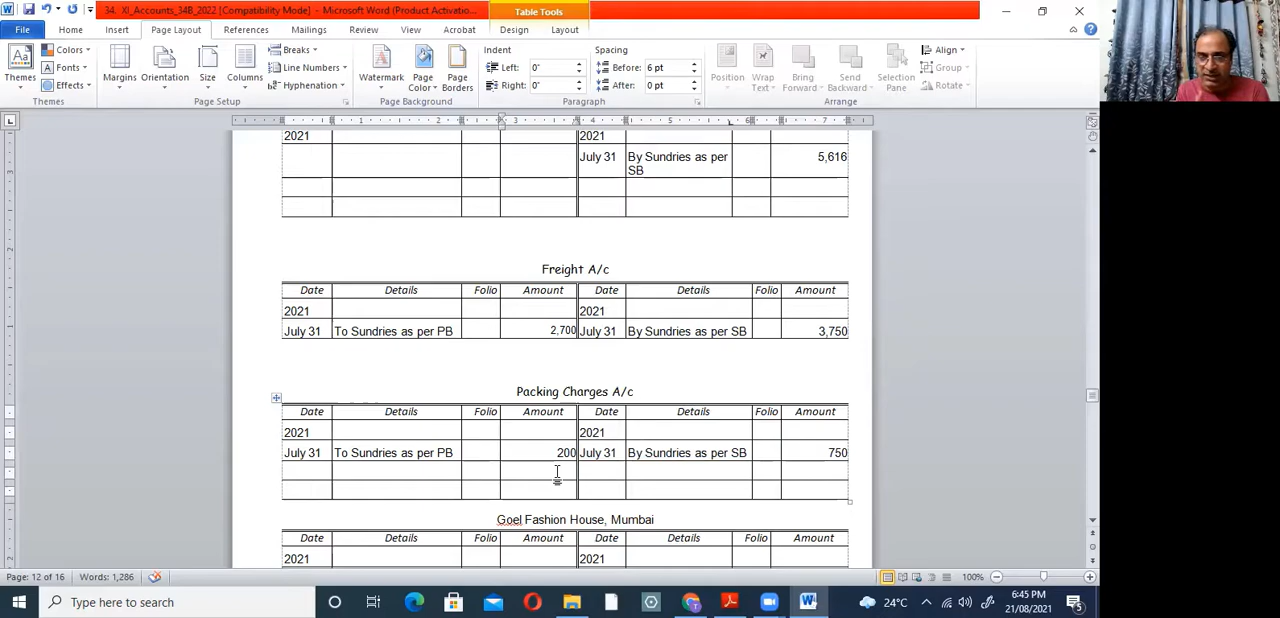 34. XI_Accounts_34B_2022 [Compatibility Mode] - Microsoft Word (Product Activatio...
Table Tools
File Home Insert Page Layout References Mailings Review View Acrobat Design Layout
Themes
Colors
Fonts
Effects
Themes
Margins
Orientation
Size
Columns
Breaks
Line Numbers
Hyphenation
Page Setup
Watermark
Page Color
Page Borders
Page Background
Indent
Left: 0"
Right: 0"
Spacing
Before: 6 pt
After: 0 pt
Paragraph
Position
Wrap Text
Bring Forward
Send Backward
Selection Pane
Align
Group
Rotate
Arrange
1 2 3 4 5 6 7
2021 2021
July 31 By Sundries as per SB 5,616
Freight A/c
Date Details Folio Amount Date Details Folio Amount
2021 2021
July 31 To Sundries as per PB 2,700 July 31 By Sundries as per SB 3,750
Packing Charges A/c
Date Details Folio Amount Date Details Folio Amount
2021 2021
July 31 To Sundries as per PB 200 July 31 By Sundries as per SB 750
Goel Fashion House, Mumbai
Date Details Folio Amount Date Details Folio Amount
2021 2021
Page: 12 of 16 Words: 1,286 100%
Type here to search
24°C
6:45 PM
21/08/2021
5